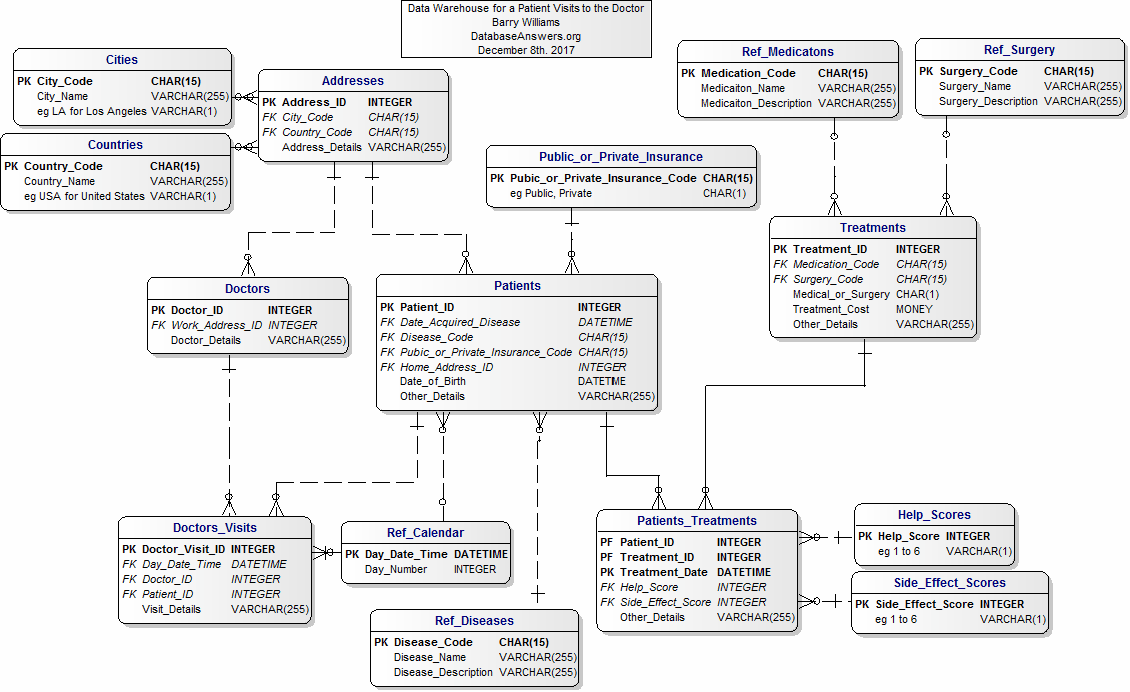 Data Warehouse for a Patient Visits to the Doctor
Barry Williams
DatabaseAnswers.org
December 8th. 2017
Cities
PK City_Code CHAR(15)
City_Name VARCHAR(255)
eg LA for Los Angeles VARCHAR(1)
Addresses
PK Address_ID INTEGER
FK City_Code CHAR(15)
FK Country_Code CHAR(15)
Address_Details VARCHAR(255)
Countries
PK Country_Code CHAR(15)
Country_Name VARCHAR(255)
eg USA for United States VARCHAR(1)
Ref_Medicatons
PK Medication_Code CHAR(15)
Medicaiton_Name VARCHAR(255)
Medicaiton_Description VARCHAR(255)
Ref_Surgery
PK Surgery_Code CHAR(15)
Surgery_Name VARCHAR(255)
Surgery_Description VARCHAR(255)
Public_or_Private_Insurance
PK Pubic_or_Private_Insurance_Code CHAR(15)
eg Public, Private CHAR(1)
Treatments
PK Treatment_ID INTEGER
FK Medication_Code CHAR(15)
FK Surgery_Code CHAR(15)
Medical_or_Surgery CHAR(1)
Treatment_Cost MONEY
Other_Details VARCHAR(255)
Doctors
PK Doctor_ID INTEGER
FK Work_Address_ID INTEGER
Doctor_Details VARCHAR(255)
Patients
PK Patient_ID INTEGER
FK Date_Acquired_Disease DATETIME
FK Disease_Code CHAR(15)
FK Pubic_or_Private_Insurance_Code CHAR(15)
FK Home_Address_ID INTEGER
Date_of_Birth DATETIME
Other_Details VARCHAR(255)
Doctors_Visits
PK Doctor_Visit_ID INTEGER
FK Day_Date_Time DATETIME
FK Doctor_ID INTEGER
FK Patient_ID INTEGER
Visit_Details VARCHAR(255)
Ref_Calendar
PK Day_Date_Time DATETIME
Day_Number INTEGER
Ref_Diseases
PK Disease_Code CHAR(15)
Disease_Name VARCHAR(255)
Disease_Description VARCHAR(255)
Patients_Treatments
PF Patient_ID INTEGER
PF Treatment_ID INTEGER
PK Treatment_Date DATETIME
FK Help_Score INTEGER
FK Side_Effect_Score INTEGER
Other_Details VARCHAR(255)
Help_Scores
PK Help_Score INTEGER
eg 1 to 6 VARCHAR(1)
Side_Effect_Scores
PK Side_Effect_Score INTEGER
eg 1 to 6 VARCHAR(1)